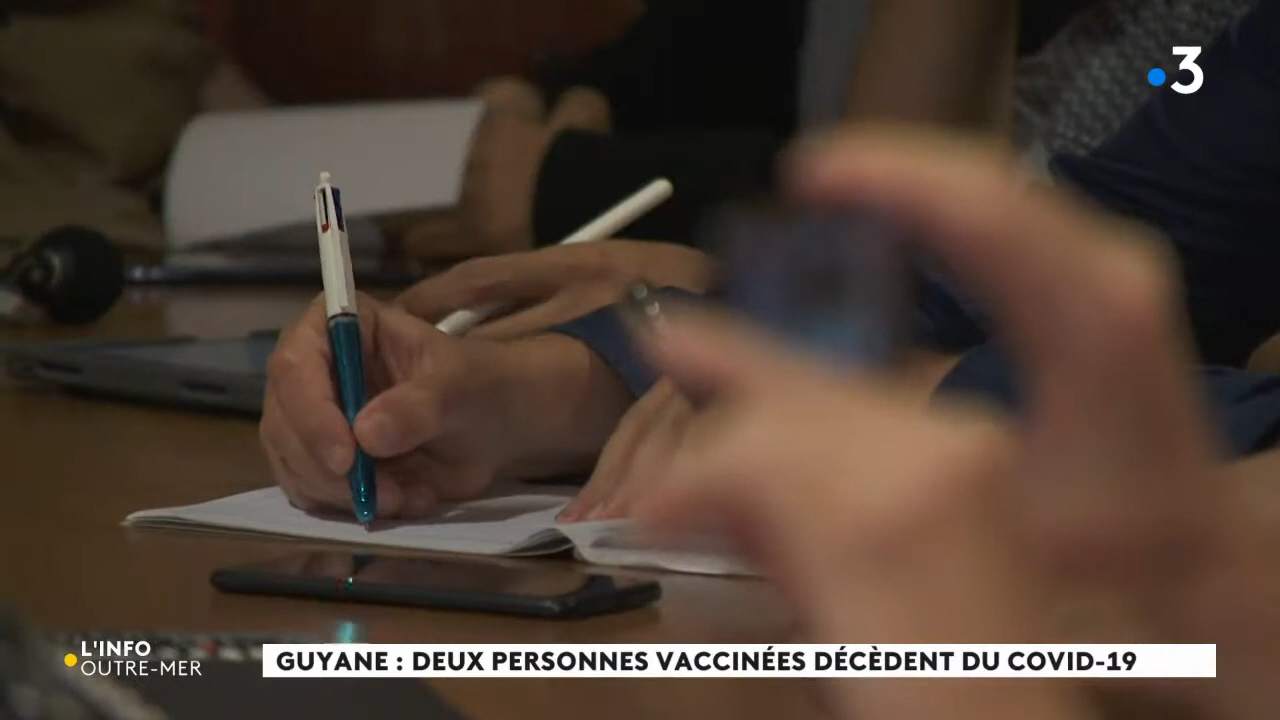 3
L'INFO
OUTRE-MER
GUYANE : DEUX PERSONNES VACCINÉES DÉCÈDENT DU COVID-19